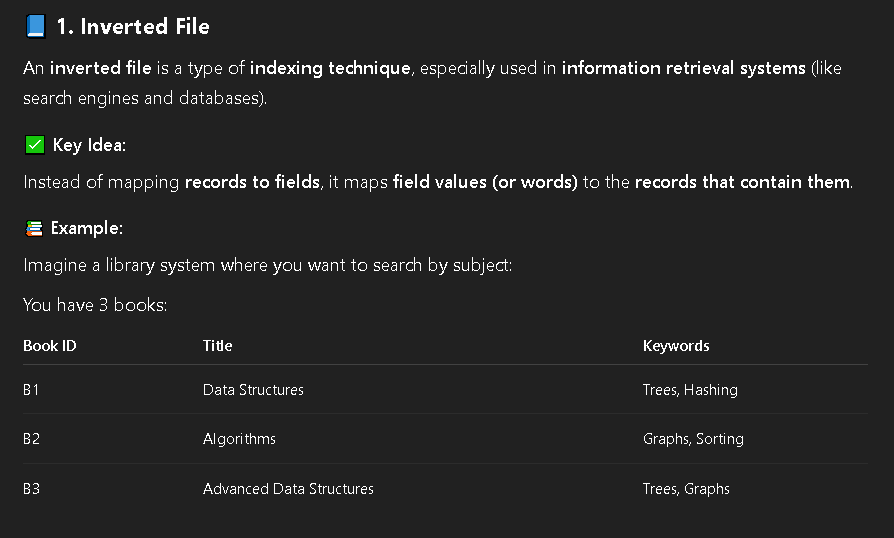 📘 1. Inverted File
An inverted file is a type of indexing technique, especially used in information retrieval systems (like
search engines and databases).
✅ Key Idea:
Instead of mapping records to fields, it maps field values (or words) to the records that contain them.
📚 Example:
Imagine a library system where you want to search by subject:
You have 3 books:
Book ID Title Keywords
B1 Data Structures Trees, Hashing
B2 Algorithms Graphs, Sorting
B3 Advanced Data Structures Trees, Graphs